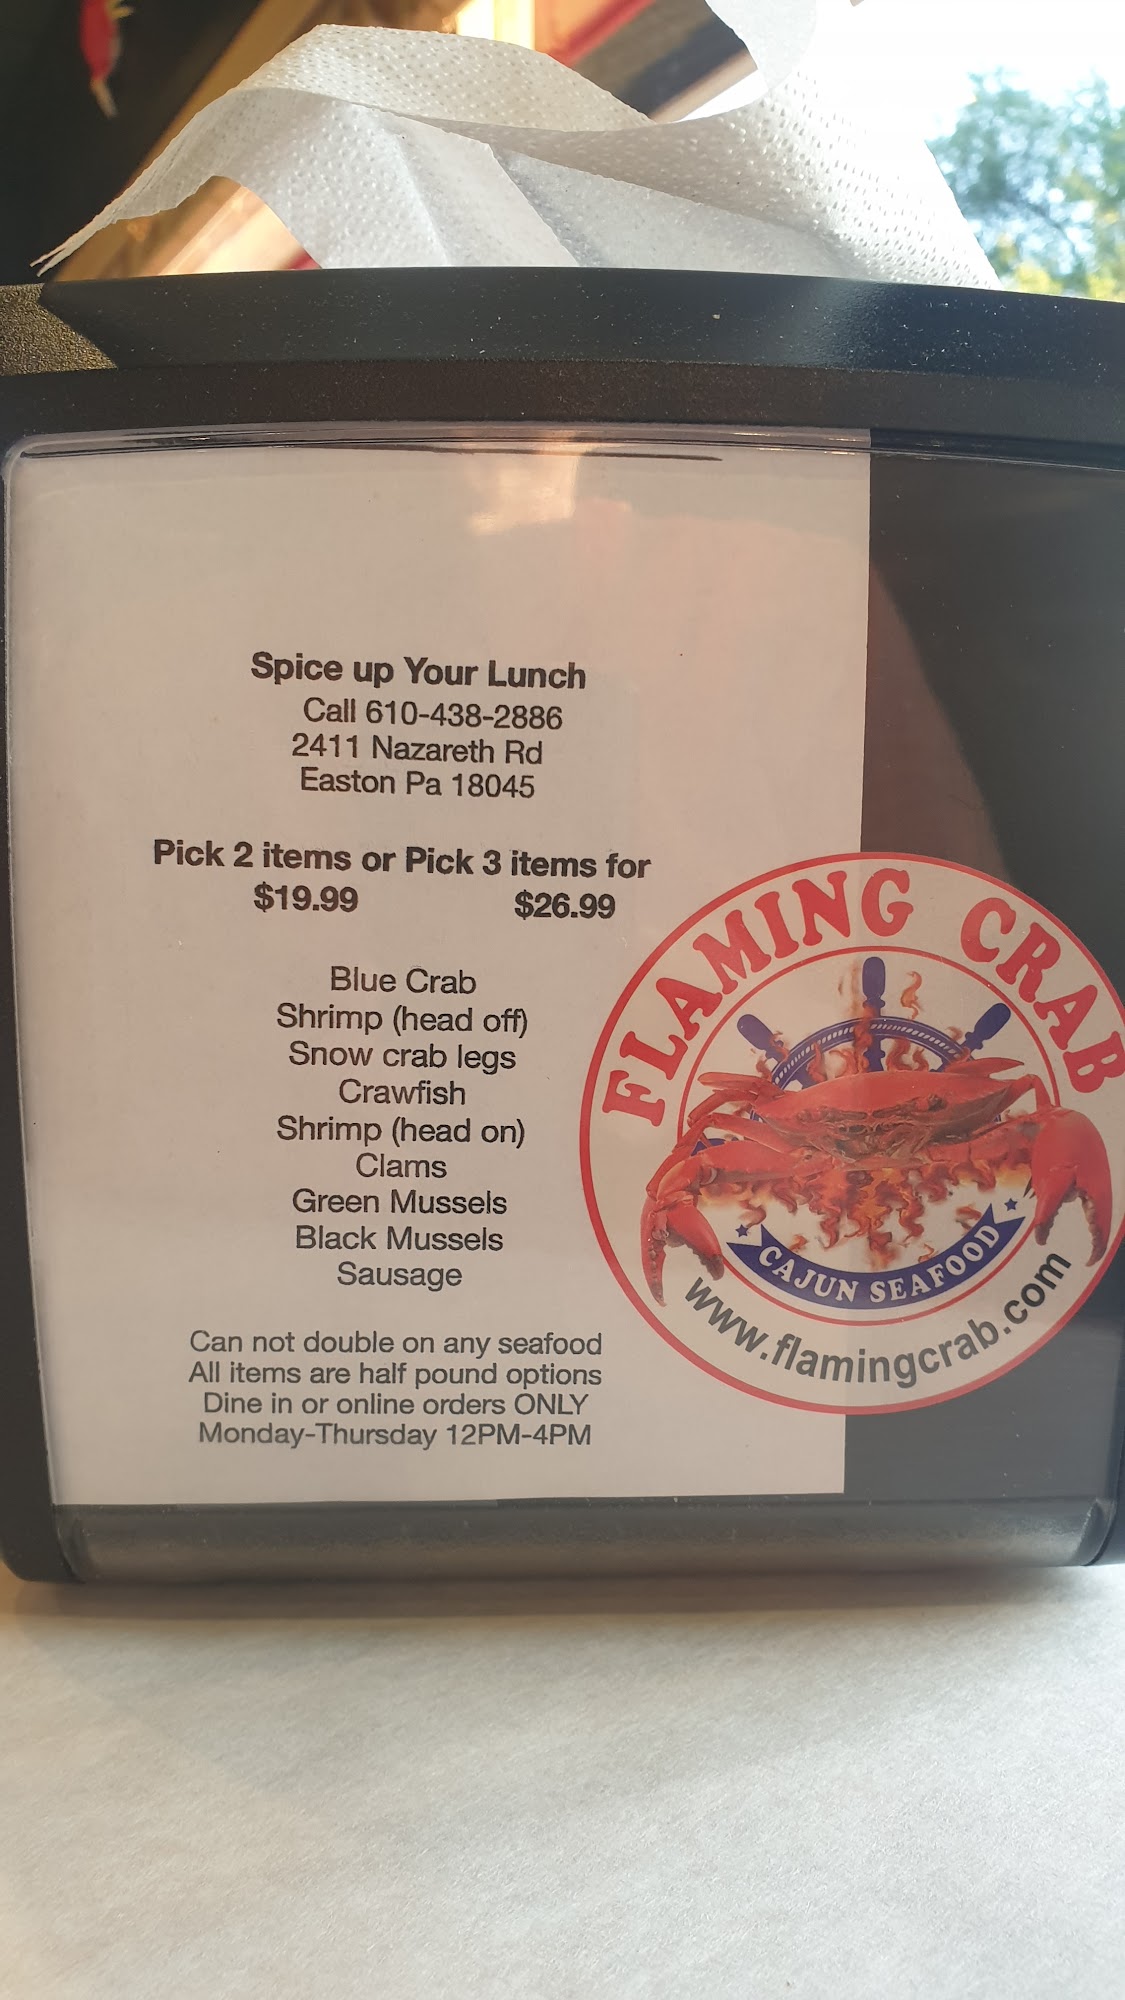 Spice up Your Lunch
Call 610-438-2886
2411 Nazareth Rd
Easton Pa 18045
Pick 2 items or Pick 3 items for
$19.99 $26.99
Blue Crab
Shrimp (head off)
Snow crab legs
Crawfish
Shrimp (head on)
Clams
Green Mussels
Black Mussels
Sausage
Can not double on any seafood
All items are half pound options
Dine in or online orders ONLY
Monday-Thursday 12PM-4PM
FLAMING CRAB
CAJUN SEAFOOD
www.flamingcrab.com